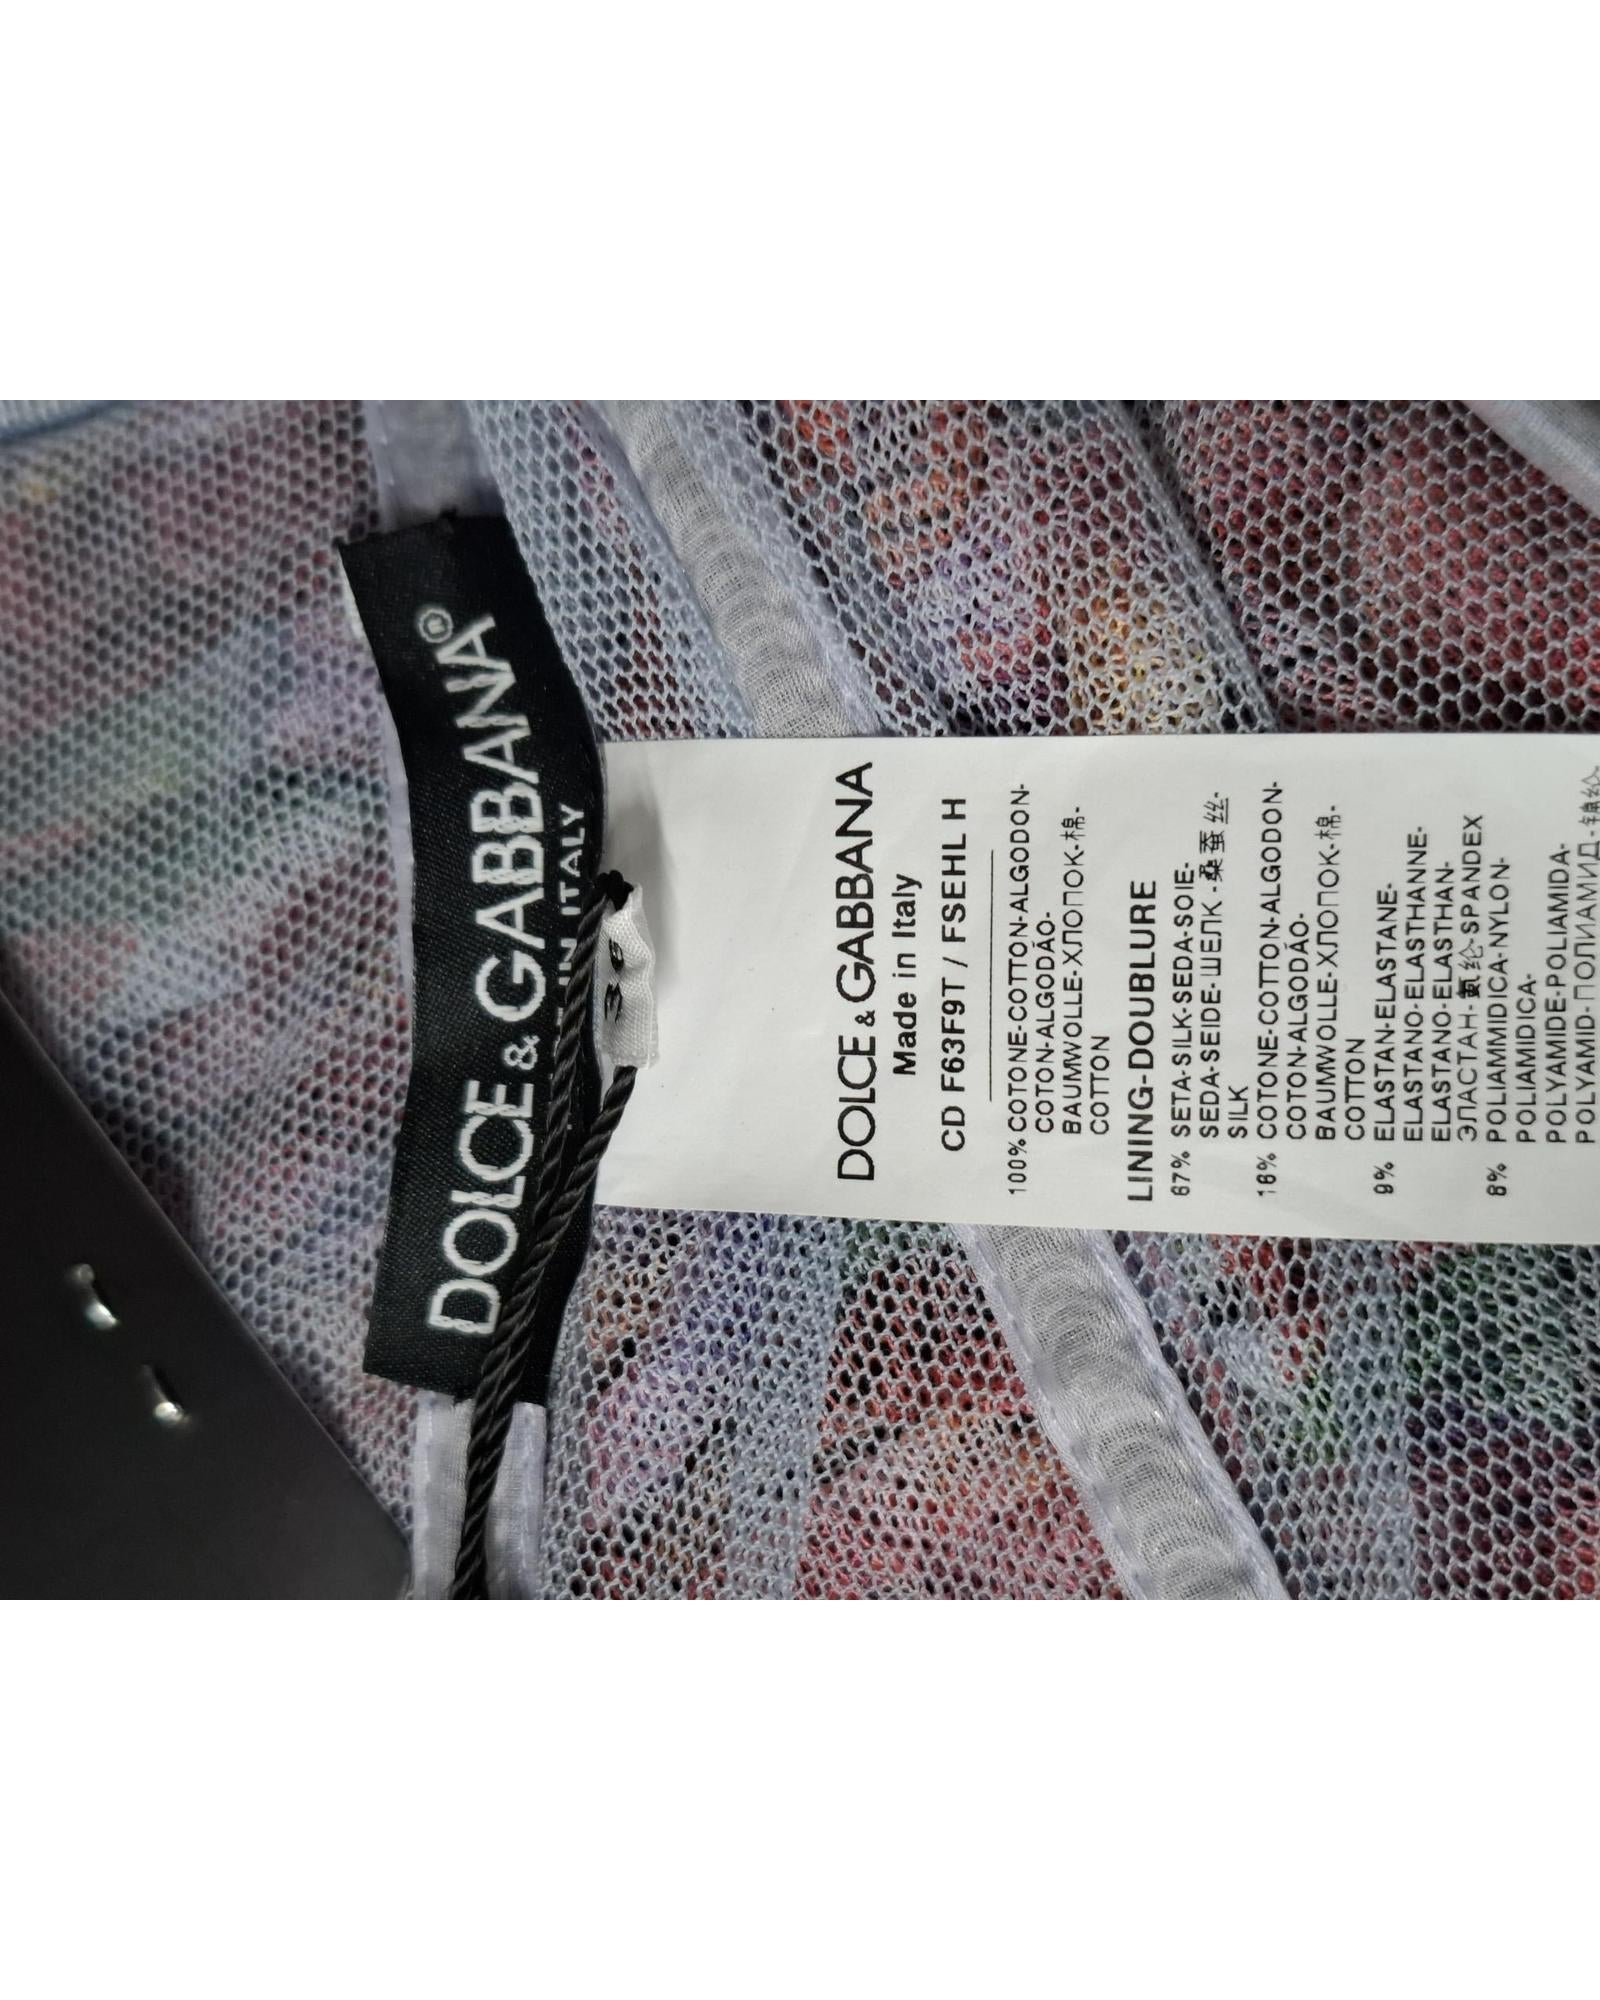 DOLCE & GABBANA®
IN ITALY
DOLCE & GABBANA
Made in Italy
CD F63F9T / FSEHL H
100% COTONE-COTTON-ALGODON-
COTON-ALGODÃO-
BAUMWOLLE-ХЛОПОК-棉-
COTTON
LINING-DOUBLURE
67% SETA-SILK-SEDA-SOIE-
SEDA-SEIDE-ШЕЛК-桑蚕丝-
SILK
16% COTONE-COTTON-ALGODON-
COTON-ALGODÃO-
BAUMWOLLE-ХЛОПОК-棉-
COTTON
9% ELASTAN-ELASTANE-
ELASTANO-ELASTHANNE-
ELASTANO-ELASTHAN-
ЭЛАСТАН-氨纶-SPANDEX
8% POLIAMMIDICA-NYLON-
POLIAMIDICA-
POLYAMIDE-POLIAMIDA-
POLYAMID-ПОЛИАМИД-锦纶-